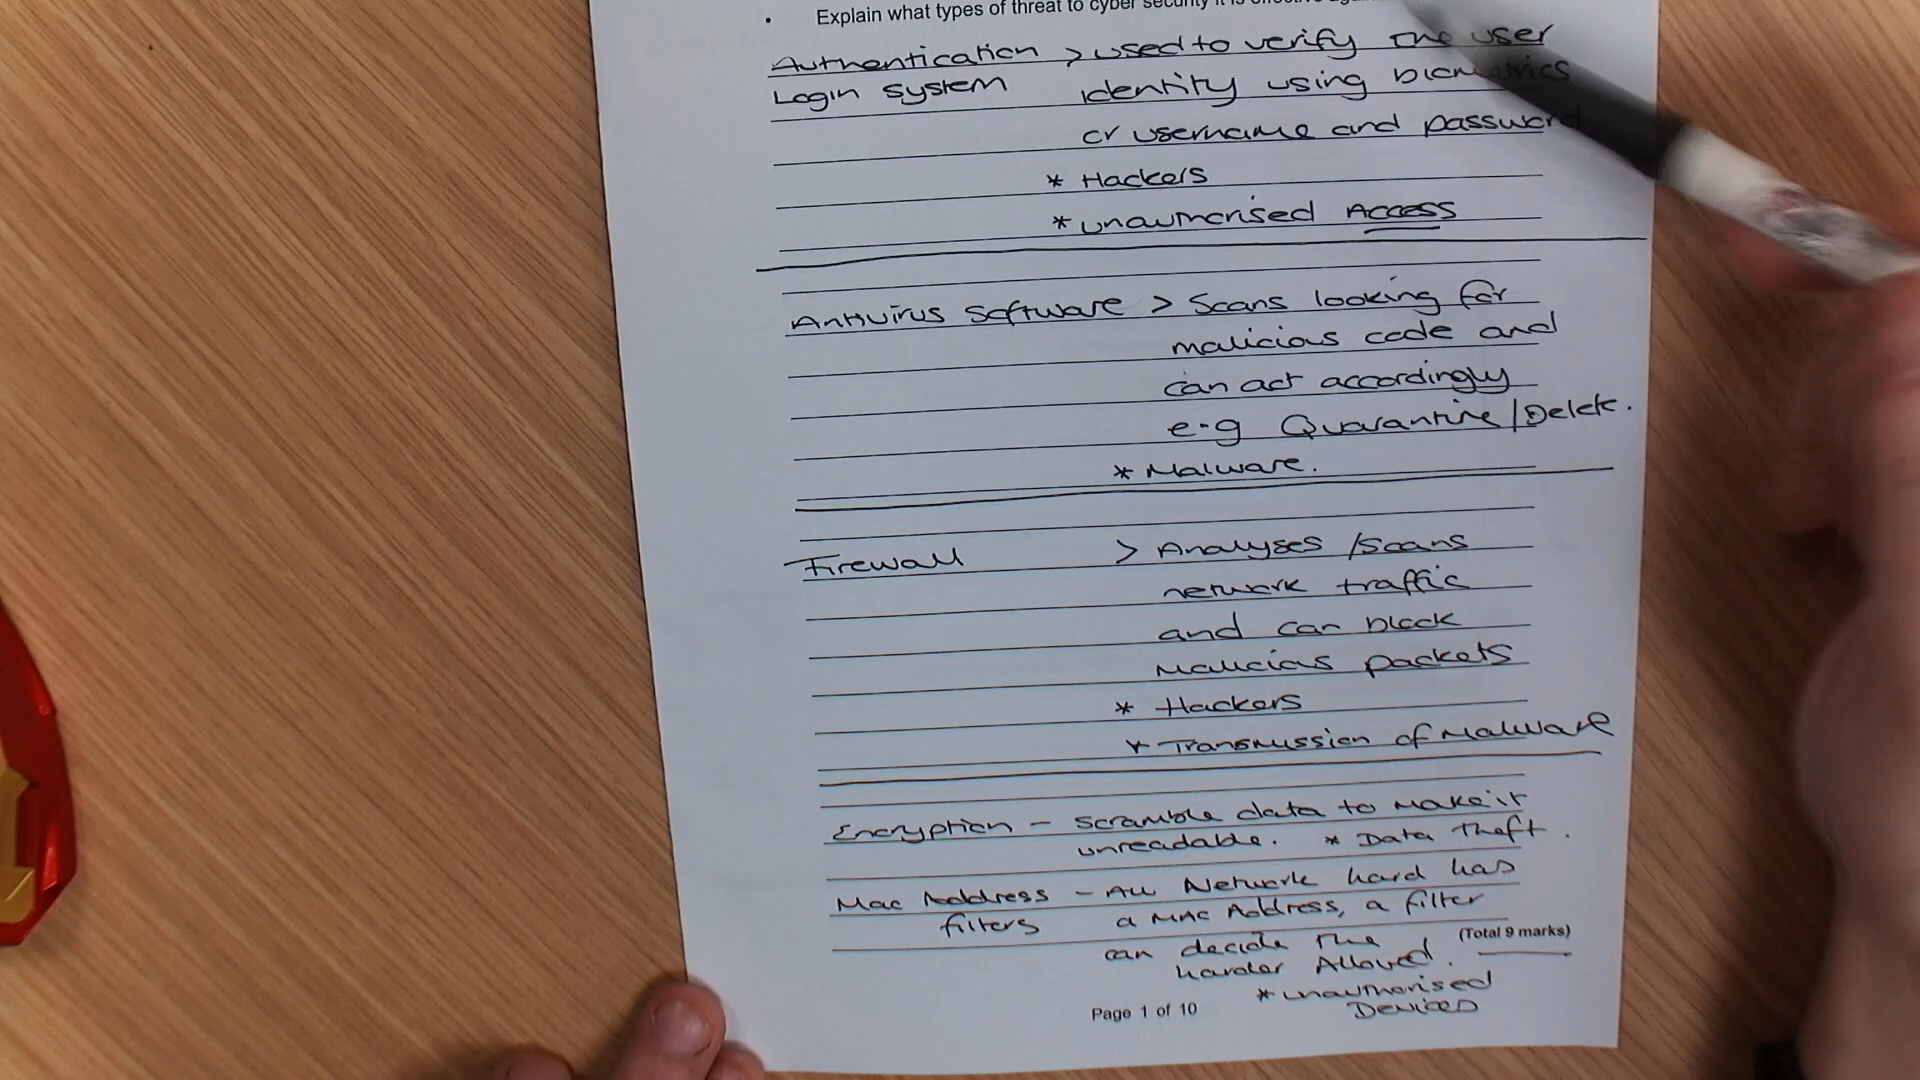 • Explain what types of threat to cyber security it is effective
Authentication > used to verify the user
Login system identity using biometrics
or username and password
* Hackers
* unauthorised Access
Antivirus Software > Scans looking for
malicious code and
can act accordingly
e-g Quarantine/Delete.
* Malware.
Firewall > Analyses /Scans
network traffic
and can block
malicious packets
* Hackers
* Transmission of Malware
Encryption - scramble data to make it
unreadable. * Data theft.
Mac Address - All Network hard has
filters a MAC Address, a filter
can decide the
harder Allowed.
(Total 9 marks)
* unauthorised
Devices
Page 1 of 10